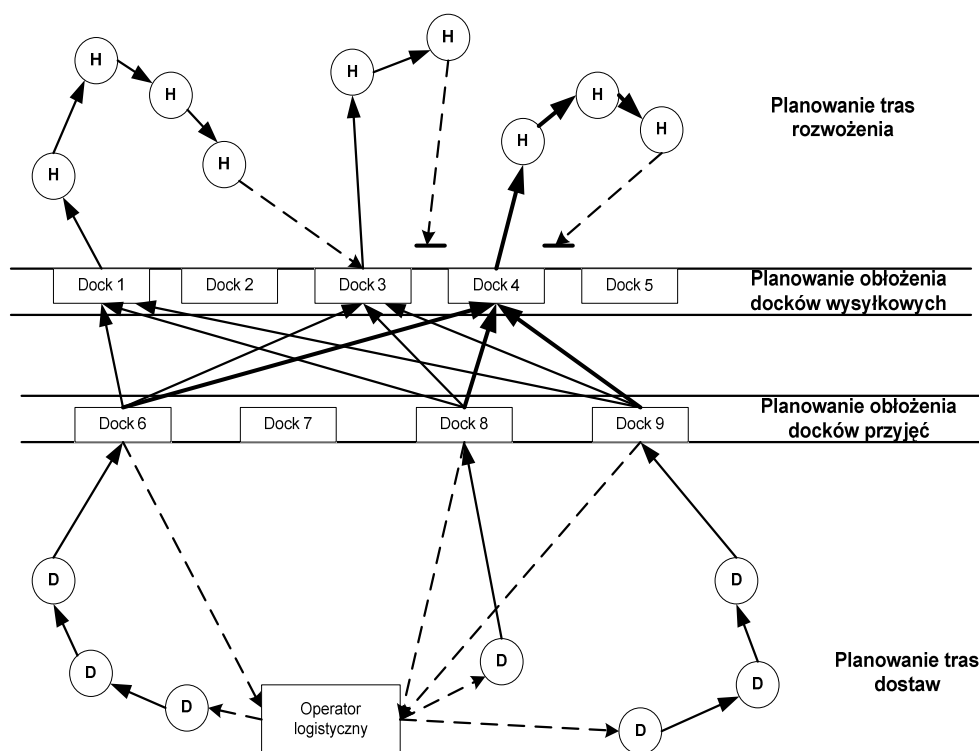 H
H
H
H
H
H
H
H
H
Planowanie tras
rozwożenia
Dock 1
Dock 2
Dock 3
Dock 4
Dock 5
Planowanie obłożenia
docków wysyłkowych
Dock 6
Dock 7
Dock 8
Dock 9
Planowanie obłożenia
docków przyjęć
D
D
D
D
D
D
D
Operator
logistyczny
Planowanie tras
dostaw